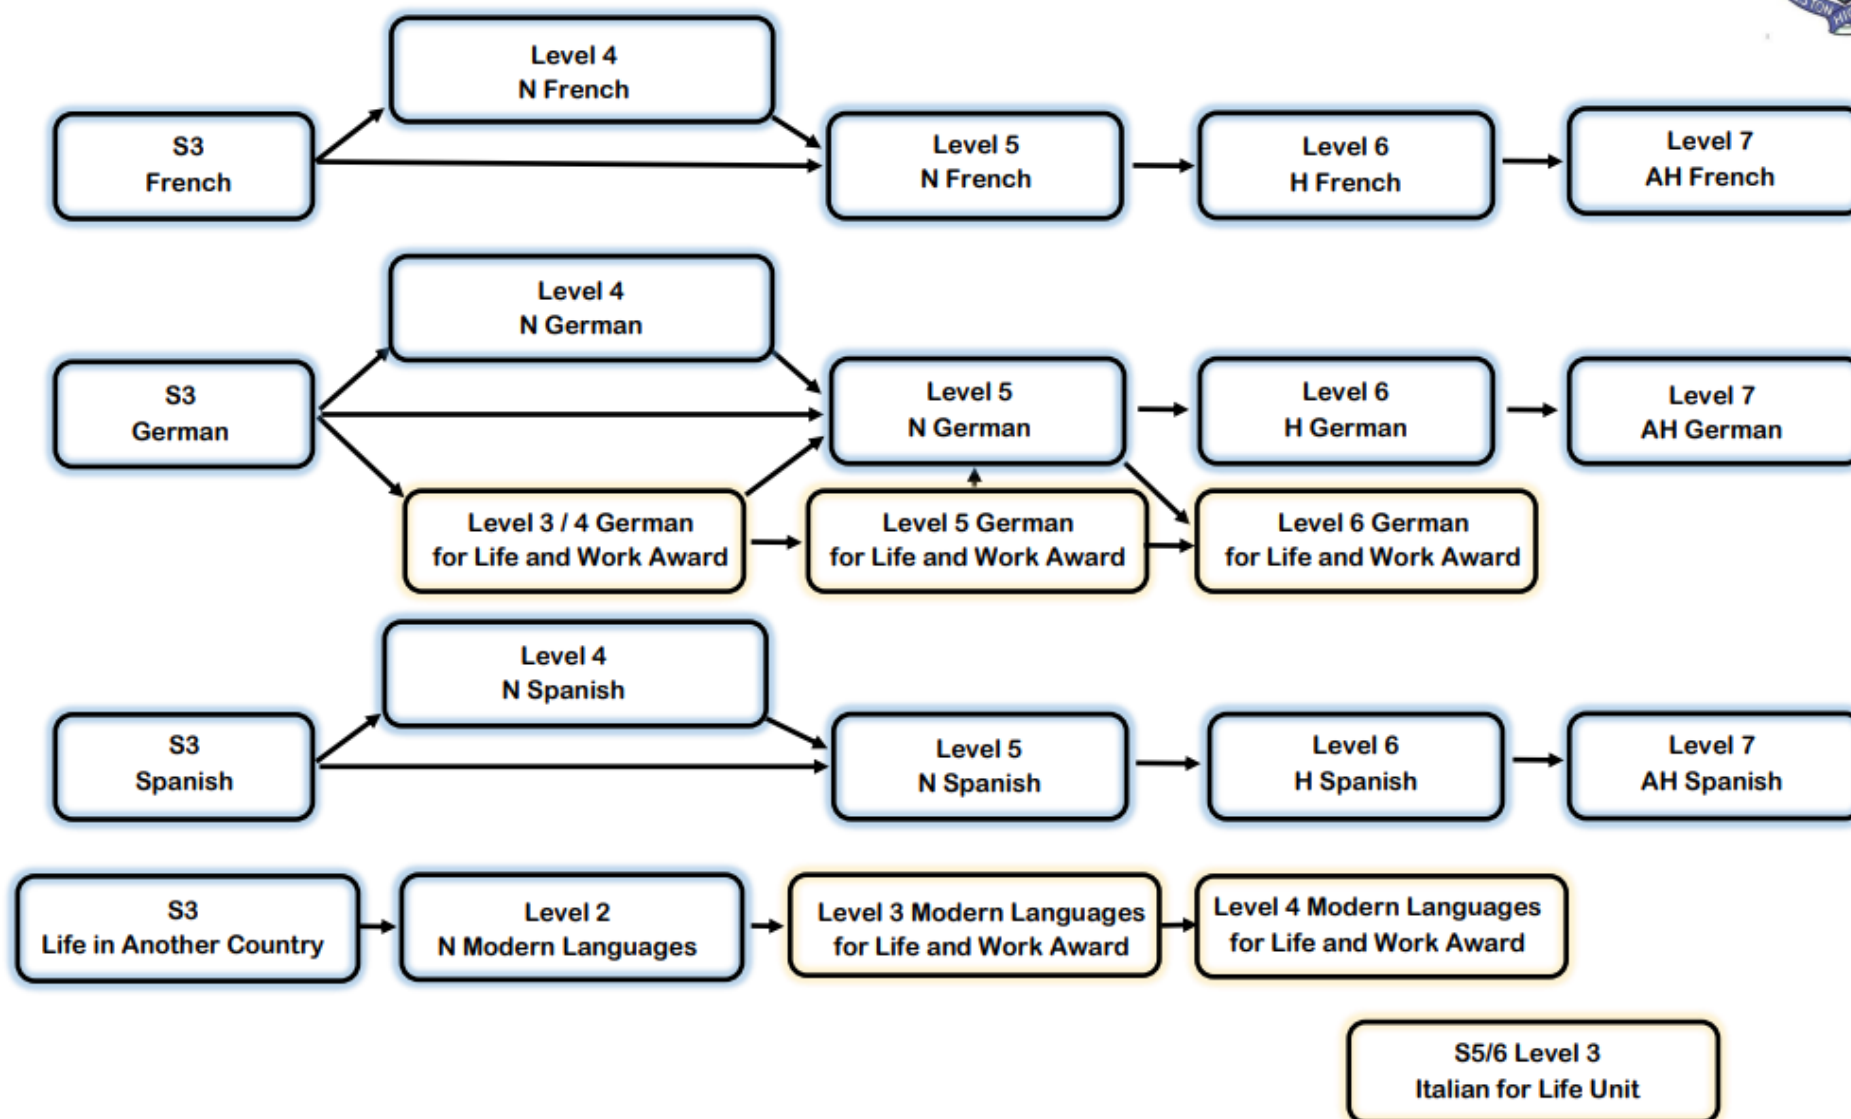 Level 4
N French
S3
French
Level 5
N French
Level 6
H French
Level 7
AH French
Level 4
N German
S3
German
Level 5
N German
Level 6
H German
Level 7
AH German
Level 3 / 4 German
for Life and Work Award
Level 5 German
for Life and Work Award
Level 6 German
for Life and Work Award
Level 4
N Spanish
S3
Spanish
Level 5
N Spanish
Level 6
H Spanish
Level 7
AH Spanish
S3
Life in Another Country
Level 2
N Modern Languages
Level 3 Modern Languages
for Life and Work Award
Level 4 Modern Languages
for Life and Work Award
S5/6 Level 3
Italian for Life Unit